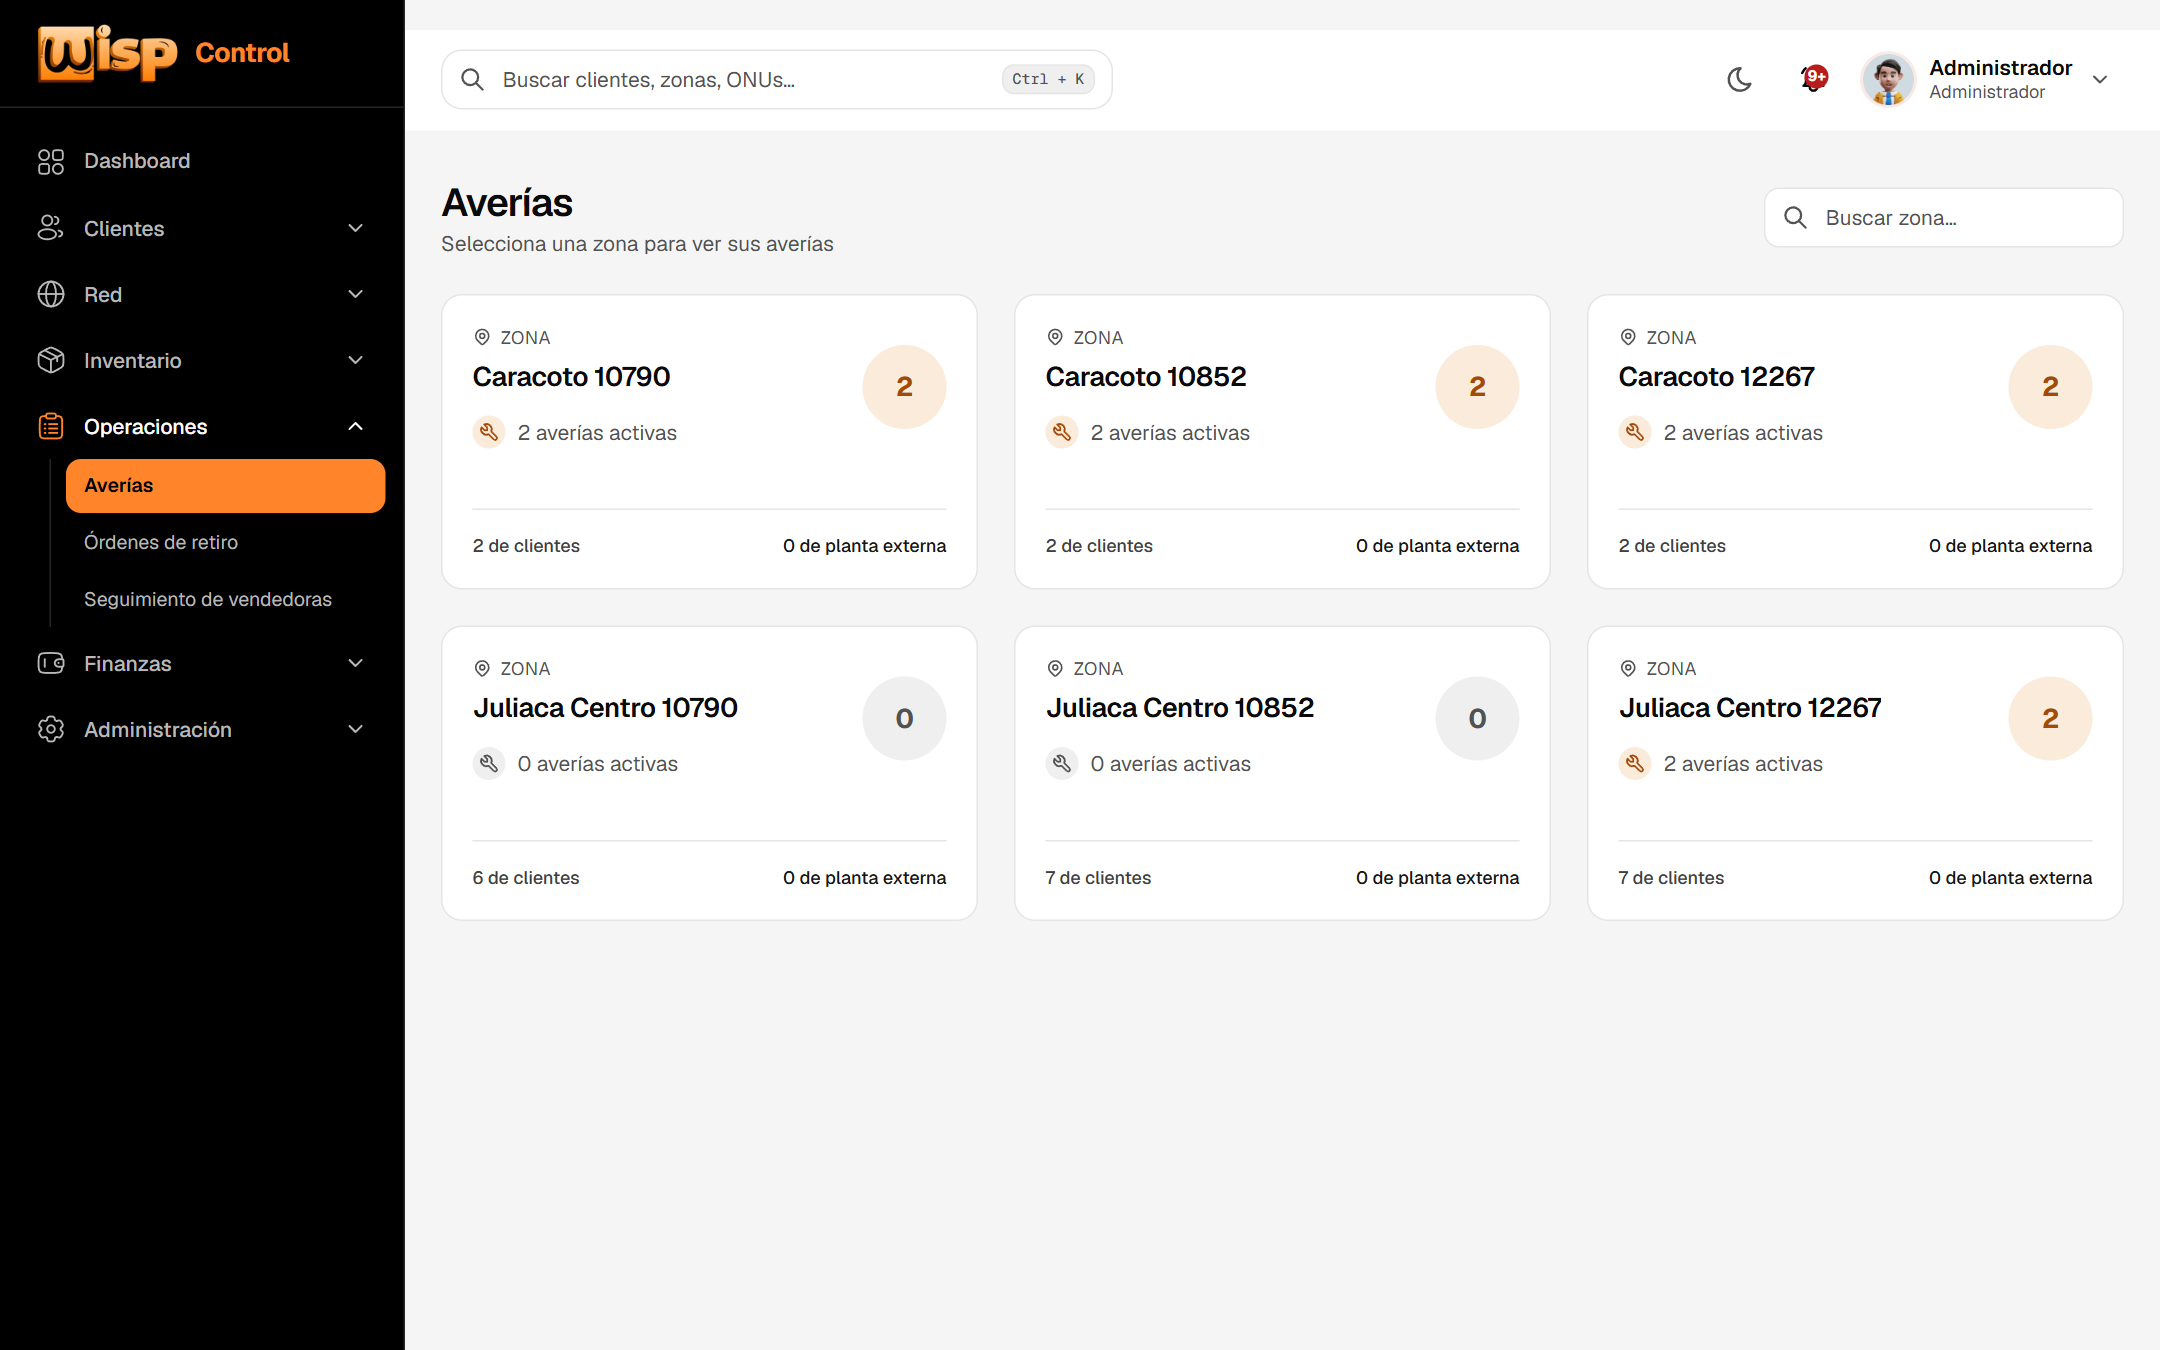 Wisp Control
Buscar clientes, zonas, ONUs...
Ctrl + K
9+
Administrador
Administrador
Dashboard
Clientes
Red
Inventario
Operaciones
Averías
Órdenes de retiro
Seguimiento de vendedoras
Finanzas
Administración
Averías
Selecciona una zona para ver sus averías
Buscar zona...
ZONA
Caracoto 10790
2
2 averías activas
2 de clientes
0 de planta externa
ZONA
Caracoto 10852
2
2 averías activas
2 de clientes
0 de planta externa
ZONA
Caracoto 12267
2
2 averías activas
2 de clientes
0 de planta externa
ZONA
Juliaca Centro 10790
0
0 averías activas
6 de clientes
0 de planta externa
ZONA
Juliaca Centro 10852
0
0 averías activas
7 de clientes
0 de planta externa
ZONA
Juliaca Centro 12267
2
2 averías activas
7 de clientes
0 de planta externa